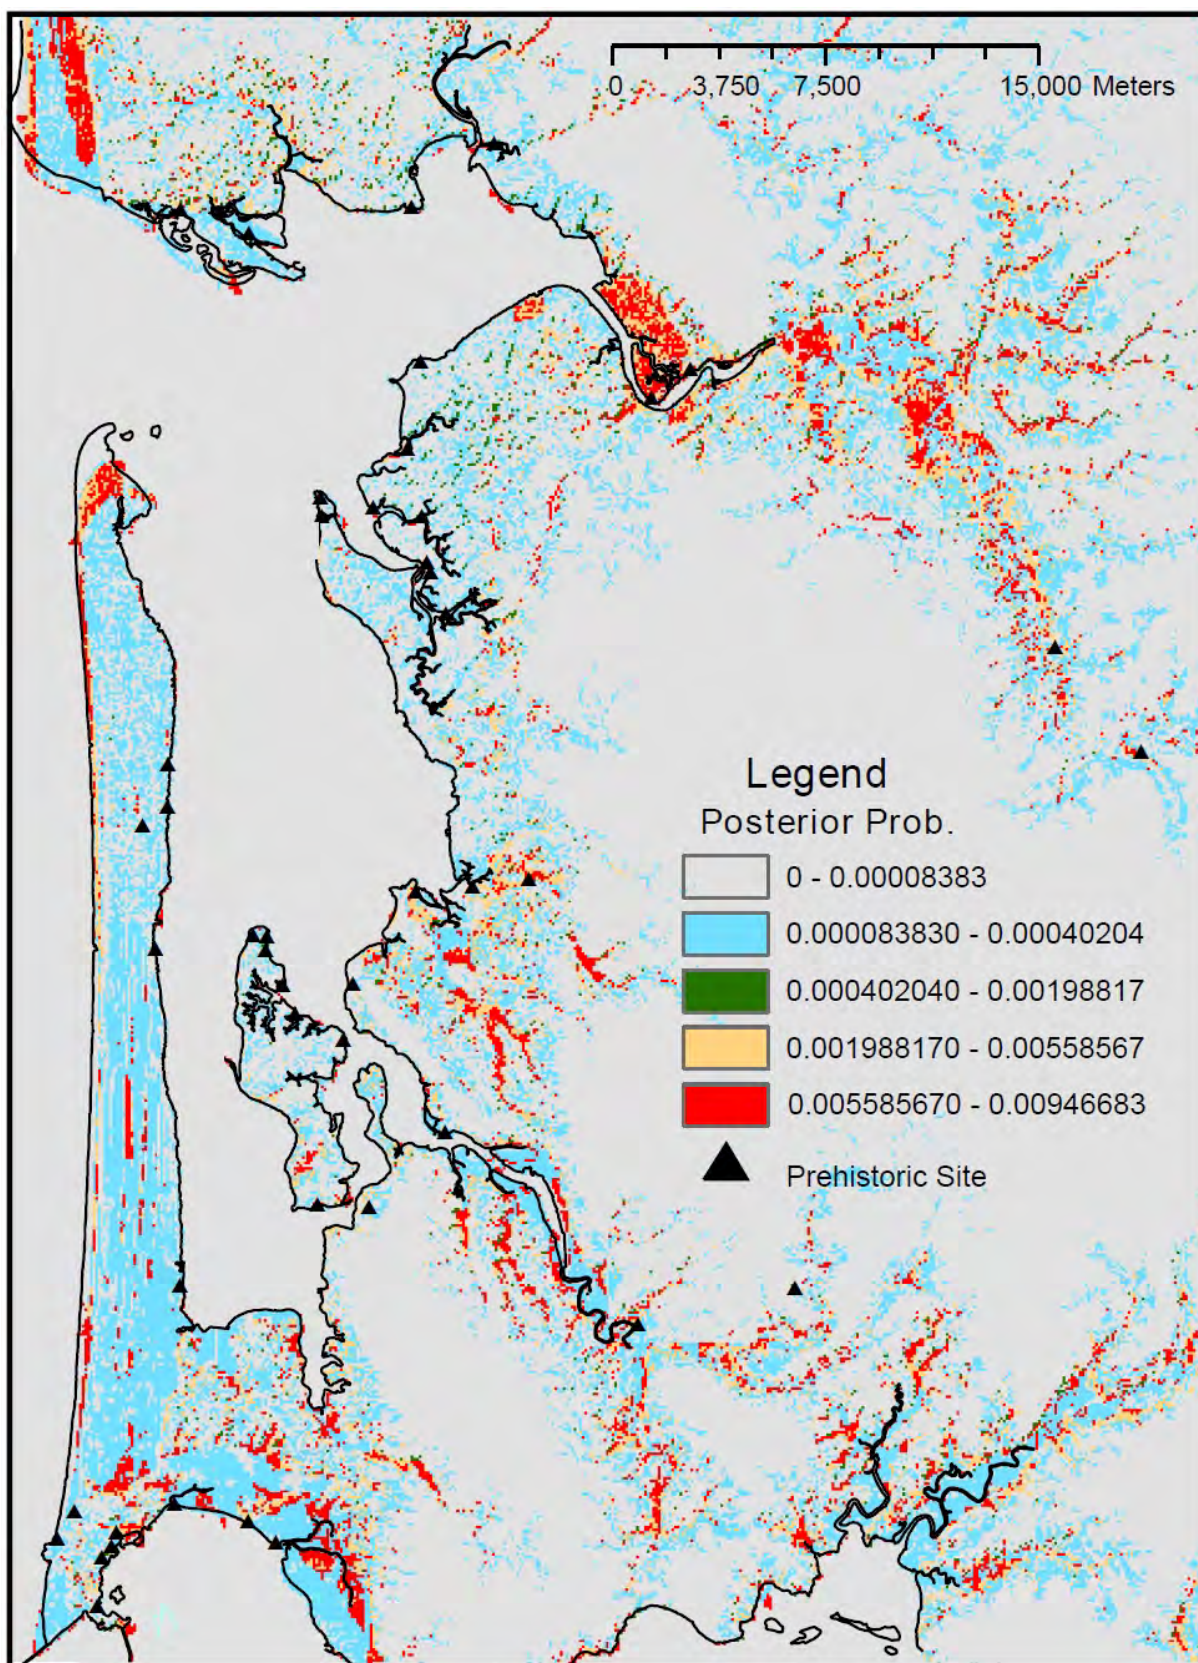 0 3,750 7,500 15,000 Meters
Legend
Posterior Prob.
0 - 0.00008383
0.000083830 - 0.00040204
0.000402040 - 0.00198817
0.001988170 - 0.00558567
0.005585670 - 0.00946683
Prehistoric Site